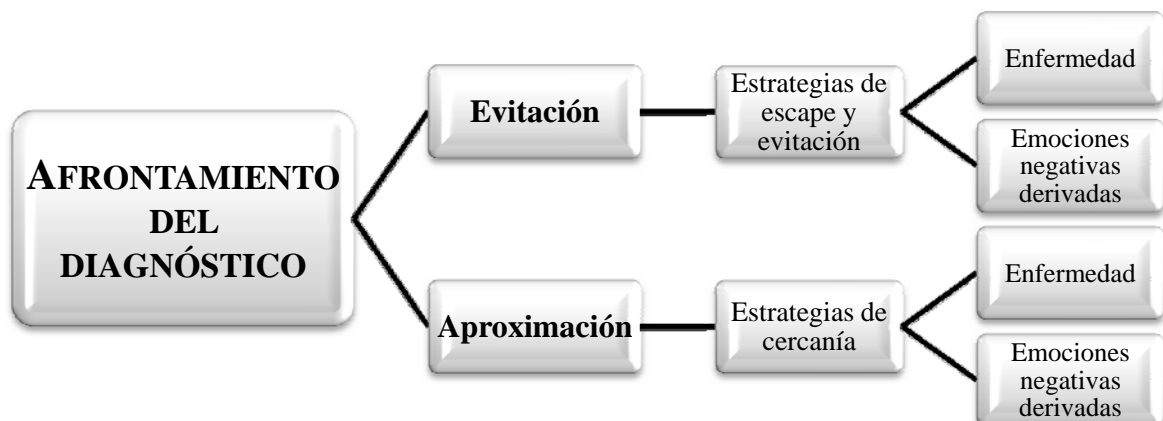 AFRONTAMIENTO
DEL
DIAGNÓSTICO
Evitación
Estrategias de
escape y
evitación
Enfermedad
Emociones
negativas
derivadas
Aproximación
Estrategias de
cercanía
Enfermedad
Emociones
negativas
derivadas